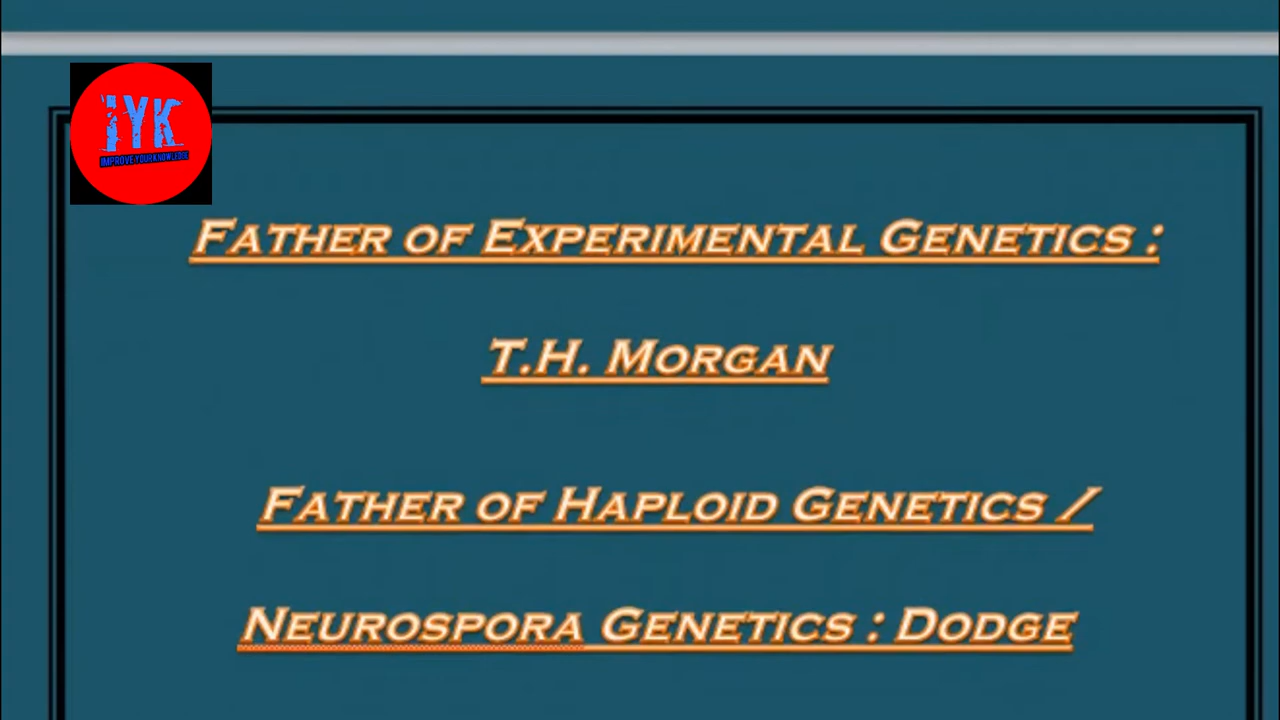 IYK
IMPROVE YOUR KNOWLEDGE
FATHER OF EXPERIMENTAL GENETICS :
T.H. MORGAN
FATHER OF HAPLOID GENETICS /
NEUROSPORA GENETICS : DODGE